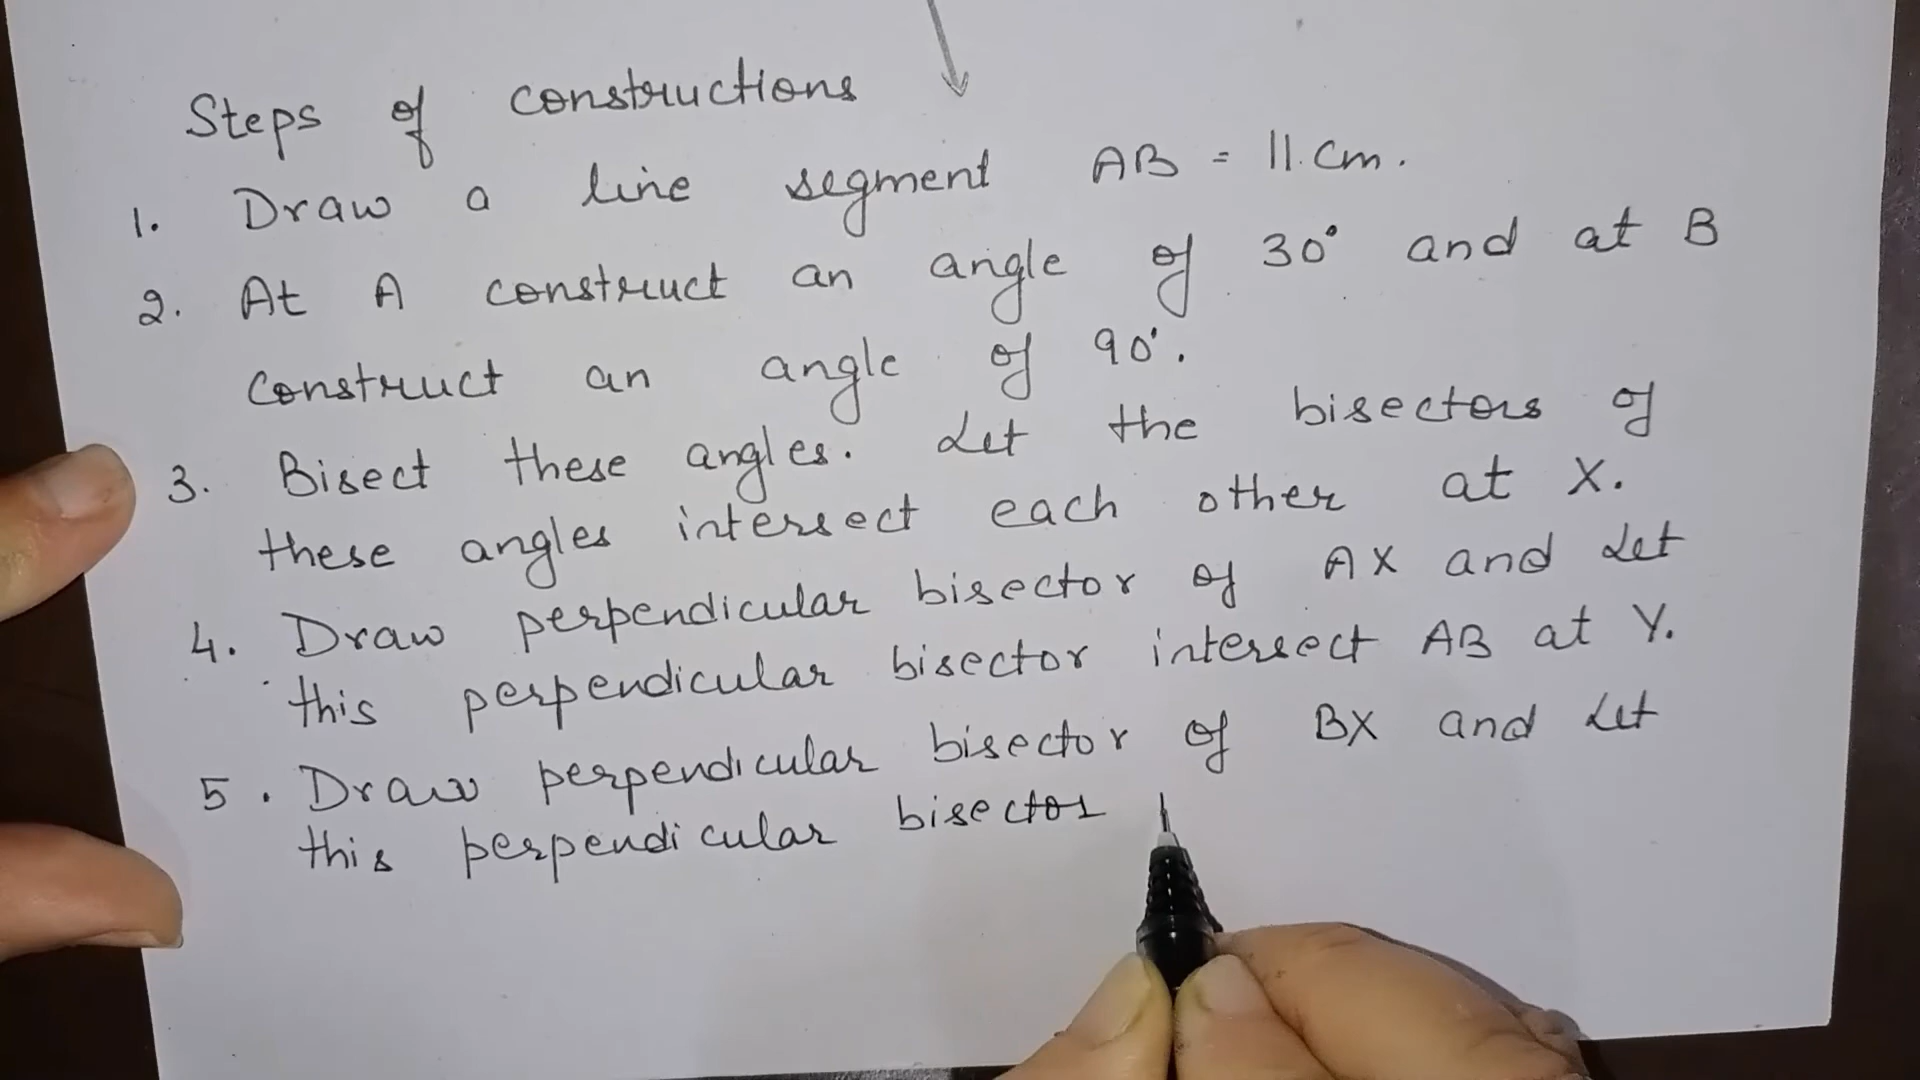 Steps of constructions
1. Draw a line segment AB = 11 cm.
2. At A construct an angle of 30° and at B
construct an angle of 90°.
3. Bisect these angles. Let the bisectors of
these angles intersect each other at X.
4. Draw perpendicular bisector of AX and Let
this perpendicular bisector intersect AB at Y.
5. Draw perpendicular bisector of BX and Let
this perpendicular bisector